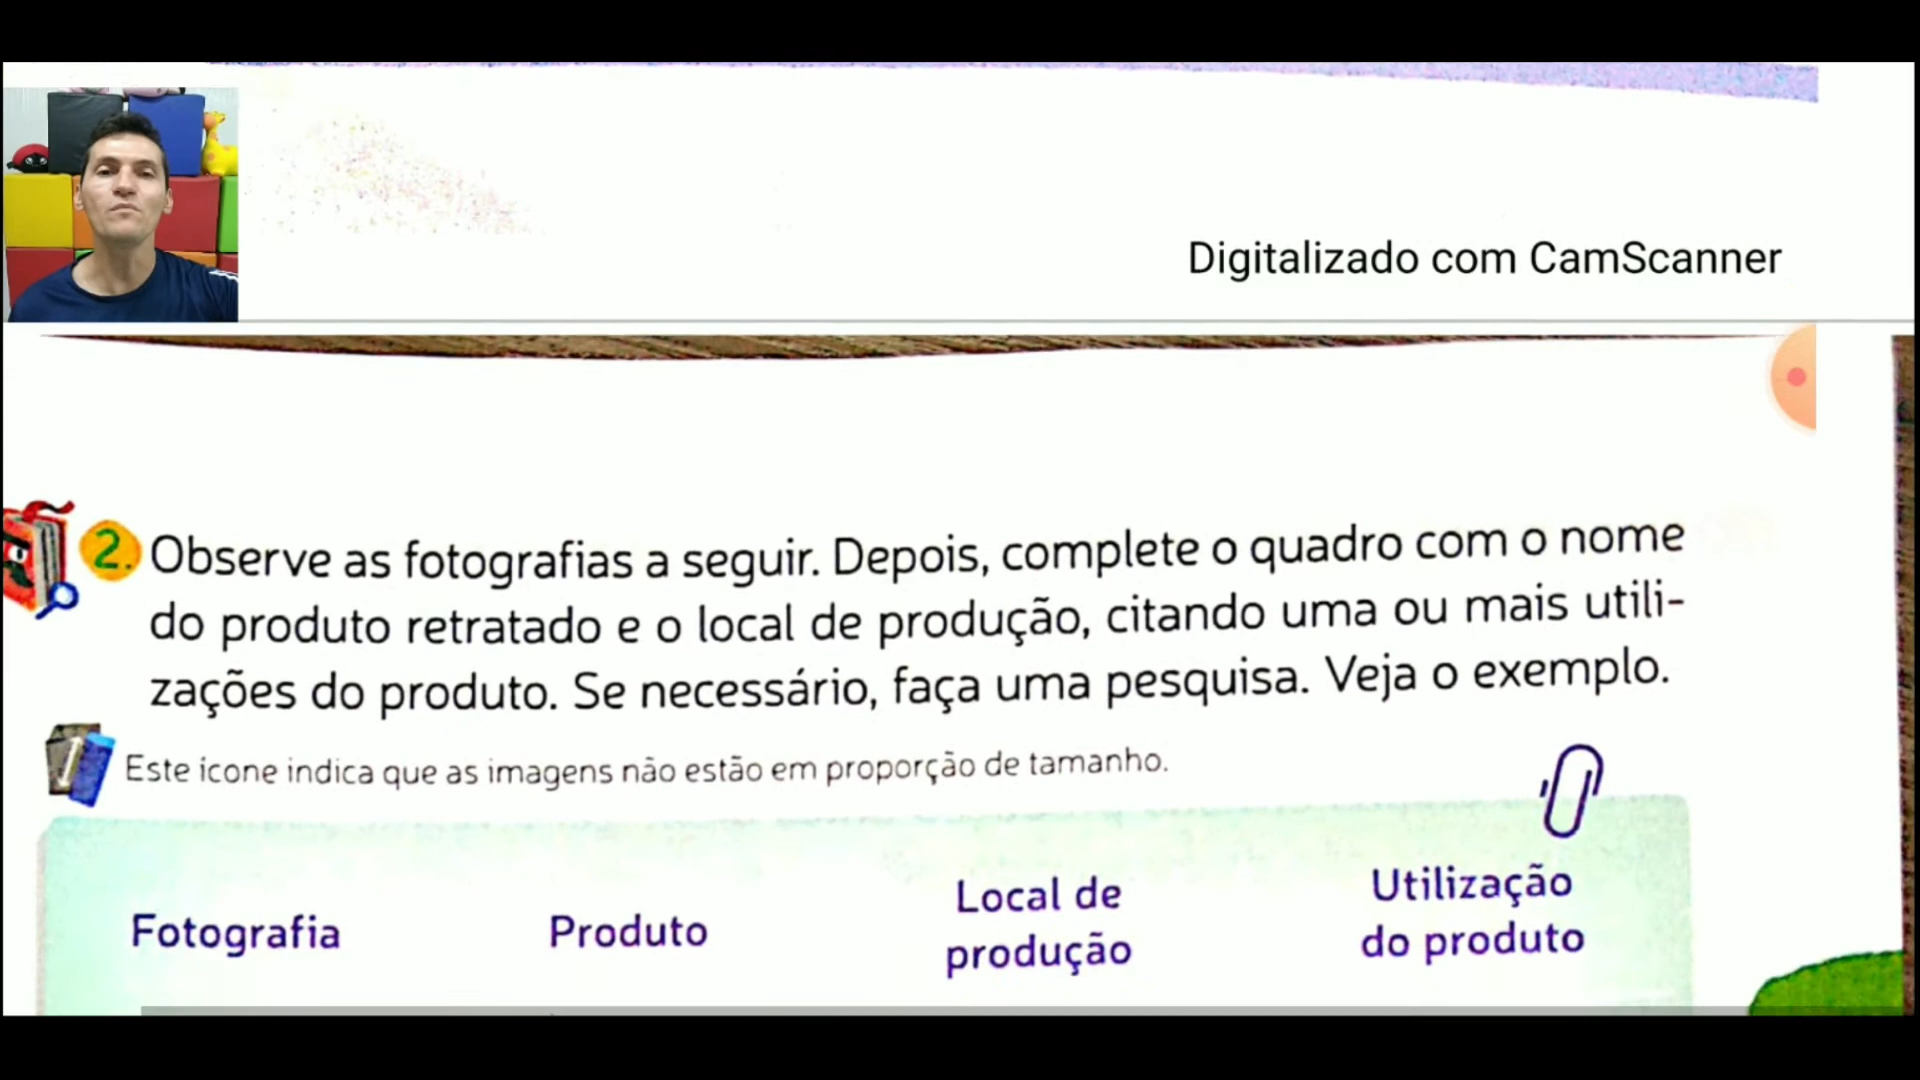 Digitalizado com CamScanner
2. Observe as fotografias a seguir. Depois, complete o quadro com o nome
do produto retratado e o local de produção, citando uma ou mais utili-
zações do produto. Se necessário, faça uma pesquisa. Veja o exemplo.
Este ícone indica que as imagens não estão em proporção de tamanho.
Fotografia
Produto
Local de
produção
Utilização
do produto